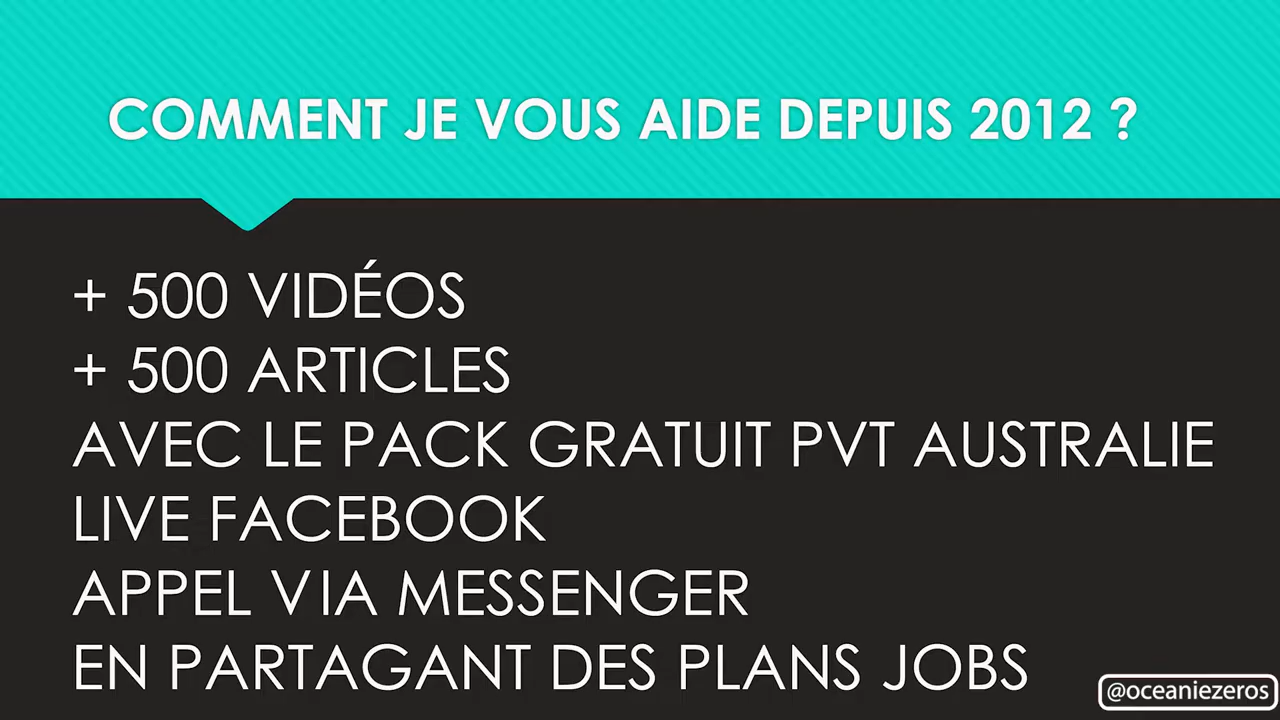 COMMENT JE VOUS AIDE DEPUIS 2012 ?
+ 500 VIDÉOS
+ 500 ARTICLES
AVEC LE PACK GRATUIT PVT AUSTRALIE
LIVE FACEBOOK
APPEL VIA MESSENGER
EN PARTAGANT DES PLANS JOBS
@oceaniezeros